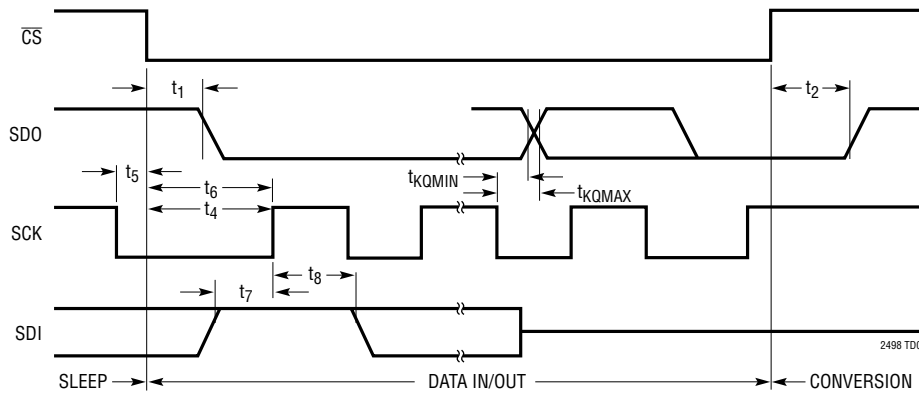 CS
t1
t2
SDO
t5
t6
tKQMIN
t4
tKQMAX
SCK
t8
t7
SDI
2498 TD0
SLEEP
DATA IN/OUT
CONVERSION